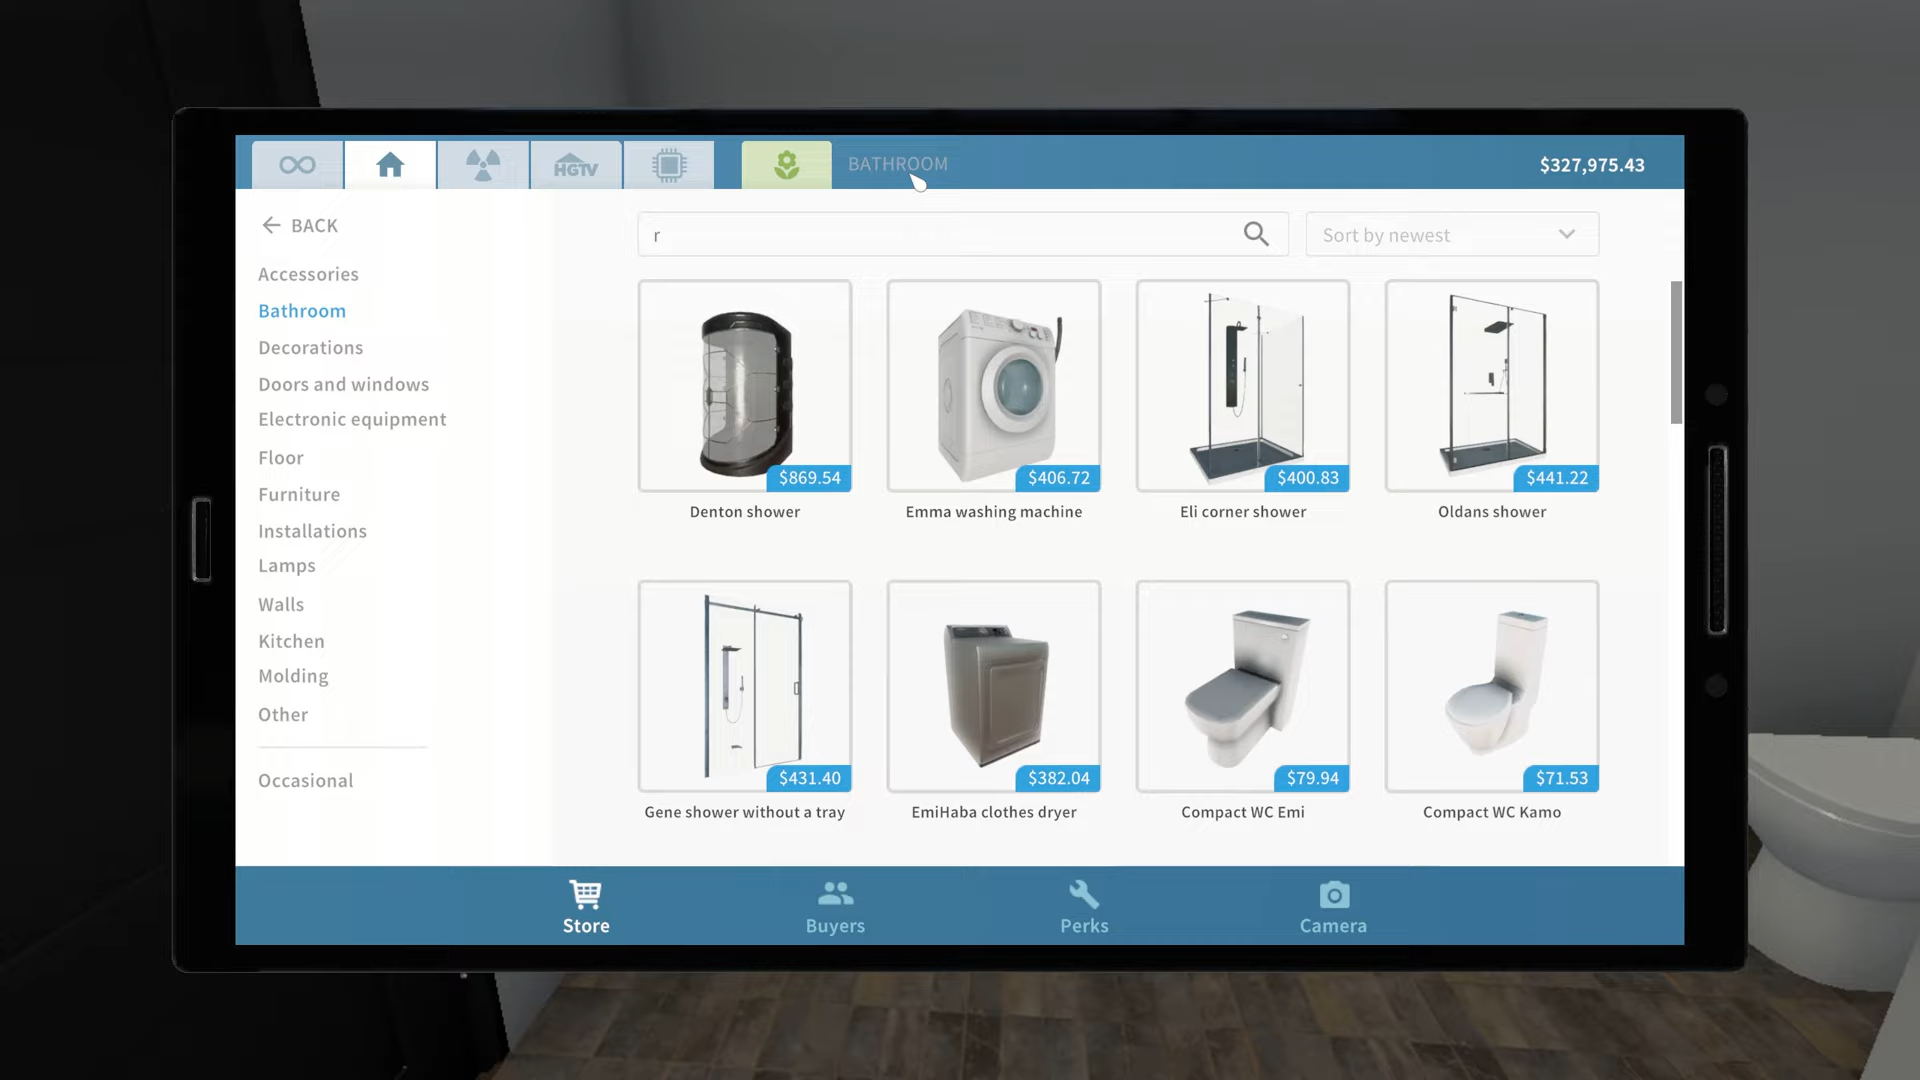 HGTV
BATHROOM
$327,975.43
BACK
r
Sort by newest
Accessories
Bathroom
Decorations
Doors and windows
Electronic equipment
Floor
Furniture
Installations
Lamps
Walls
Kitchen
Molding
Other
Occasional
$869.54
$406.72
$400.83
$441.22
Denton shower
Emma washing machine
Eli corner shower
Oldans shower
$431.40
$382.04
$79.94
$71.53
Gene shower without a tray
EmiHaba clothes dryer
Compact WC Emi
Compact WC Kamo
Store
Buyers
Perks
Camera